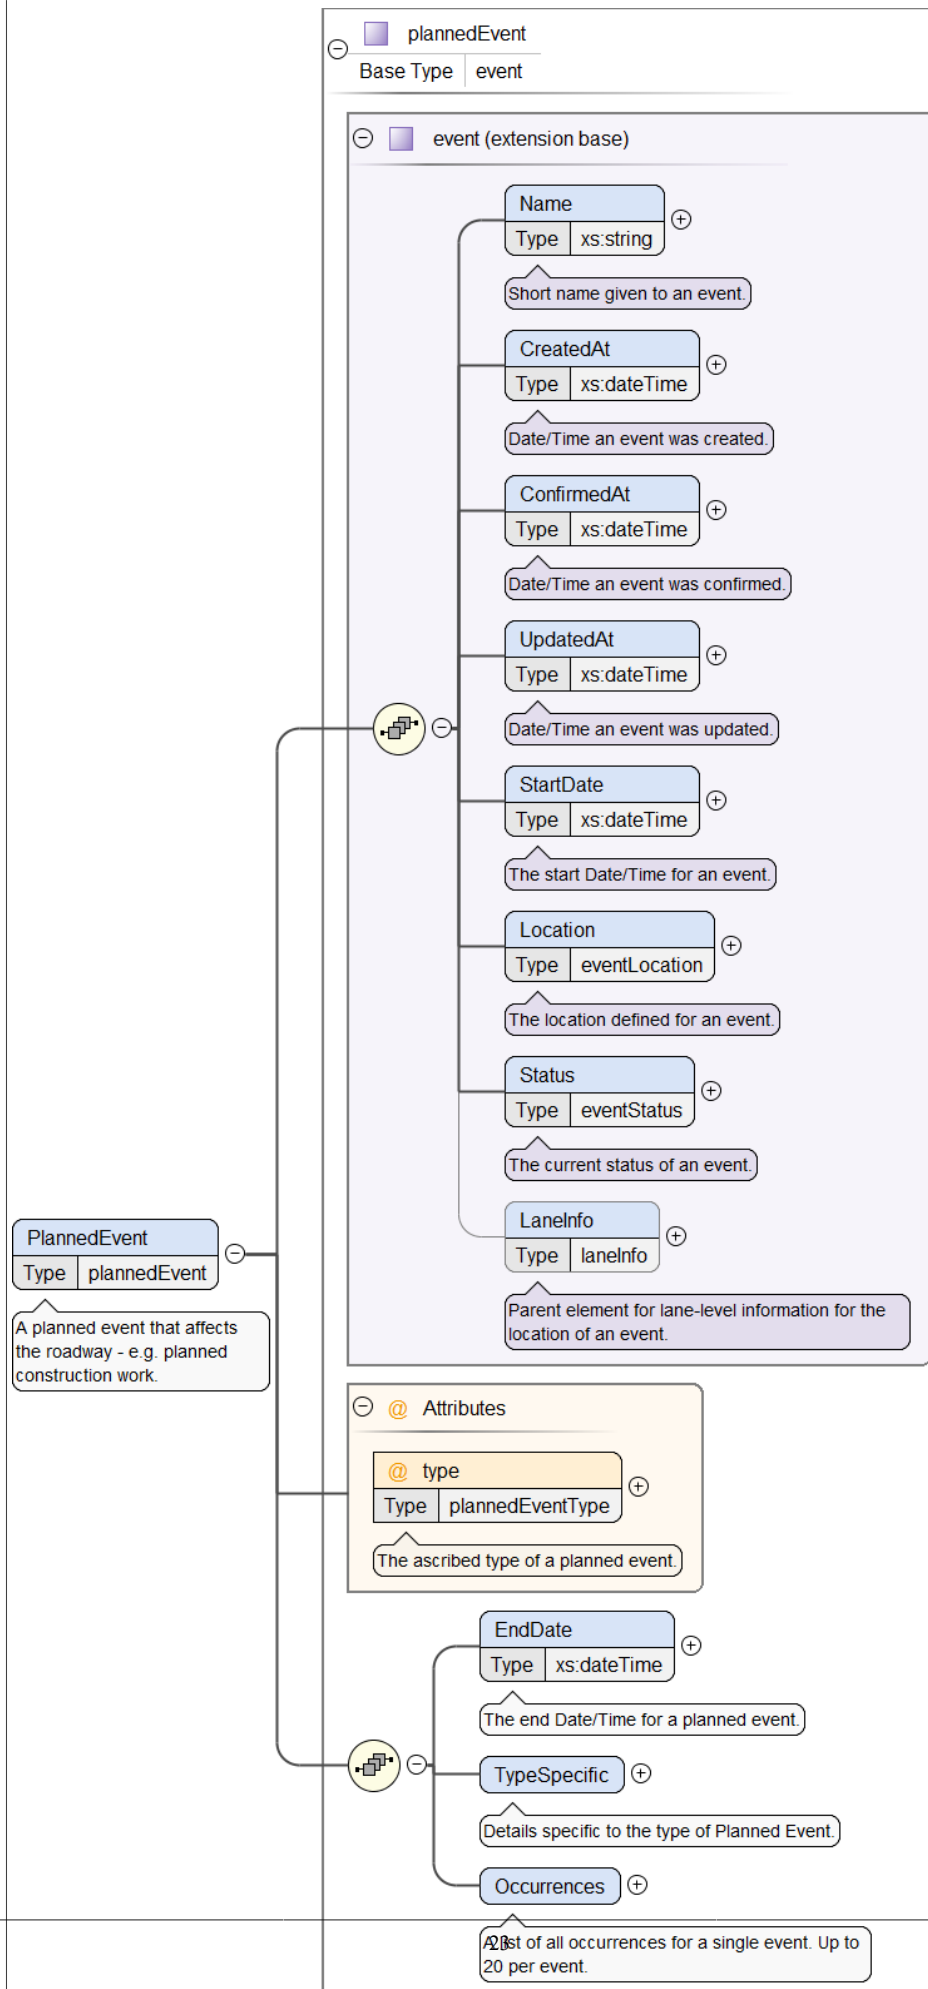 plannedEvent
Base Type event
event (extension base)
Name
Type xs:string
Short name given to an event.
CreatedAt
Type xs:dateTime
Date/Time an event was created.
ConfirmedAt
Type xs:dateTime
Date/Time an event was confirmed.
UpdatedAt
Type xs:dateTime
Date/Time an event was updated.
StartDate
Type xs:dateTime
The start Date/Time for an event.
Location
Type eventLocation
The location defined for an event.
Status
Type eventStatus
The current status of an event.
LaneInfo
Type laneInfo
Parent element for lane-level information for the
location of an event.
PlannedEvent
Type plannedEvent
A planned event that affects
the roadway - e.g. planned
construction work.
@ Attributes
@ type
Type plannedEventType
The ascribed type of a planned event.
EndDate
Type xs:dateTime
The end Date/Time for a planned event.
TypeSpecific
Details specific to the type of Planned Event.
Occurrences
A list of all occurrences for a single event. Up to
20 per event.
23